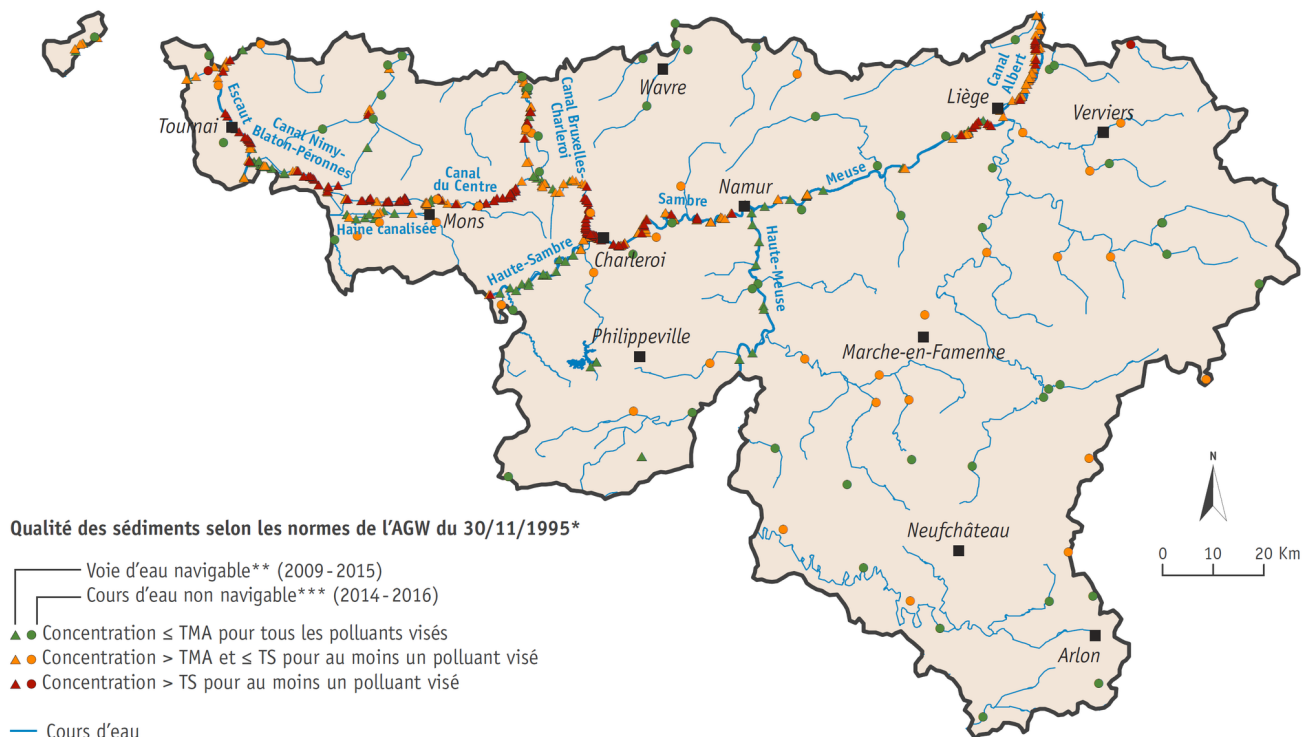 Canal
Albert
Liège
Wavre
Verviers
Escaut
Tournai
Canal Nimy-
Blaton-Péronnes
Canal Bruxelles-
Charleroi
Canal
du Centre
Mons
Haine canalisée
Meuse
Namur
Sambre
Charleroi
Haute-Sambre
Haute-Meuse
Philippeville
Marche-en-Famenne
Neufchâteau
Arlon
N
0 10 20 Km
Qualité des sédiments selon les normes de l’AGW du 30/11/1995*
Voie d’eau navigable** (2009-2015)
Cours d’eau non navigable*** (2014-2016)
Concentration ≤ TMA pour tous les polluants visés
Concentration > TMA et ≤ TS pour au moins un polluant visé
Concentration > TS pour au moins un polluant visé
Cours d’eau